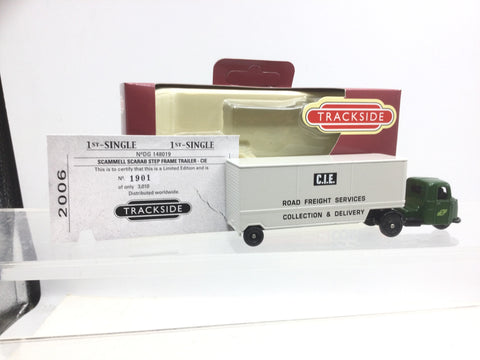 TRACKSIDE
1ST-SINGLE 1ST-SINGLE
NºDG 148019
SCAMMELL SCARAB STEP FRAME TRAILER - CIE
This is to certify that this is a Limited Edition and is
Nº. 1901
of only 3,010
Distributed worldwide.
TRACKSIDE
2006
C.I.E.
ROAD FREIGHT SERVICES
COLLECTION & DELIVERY